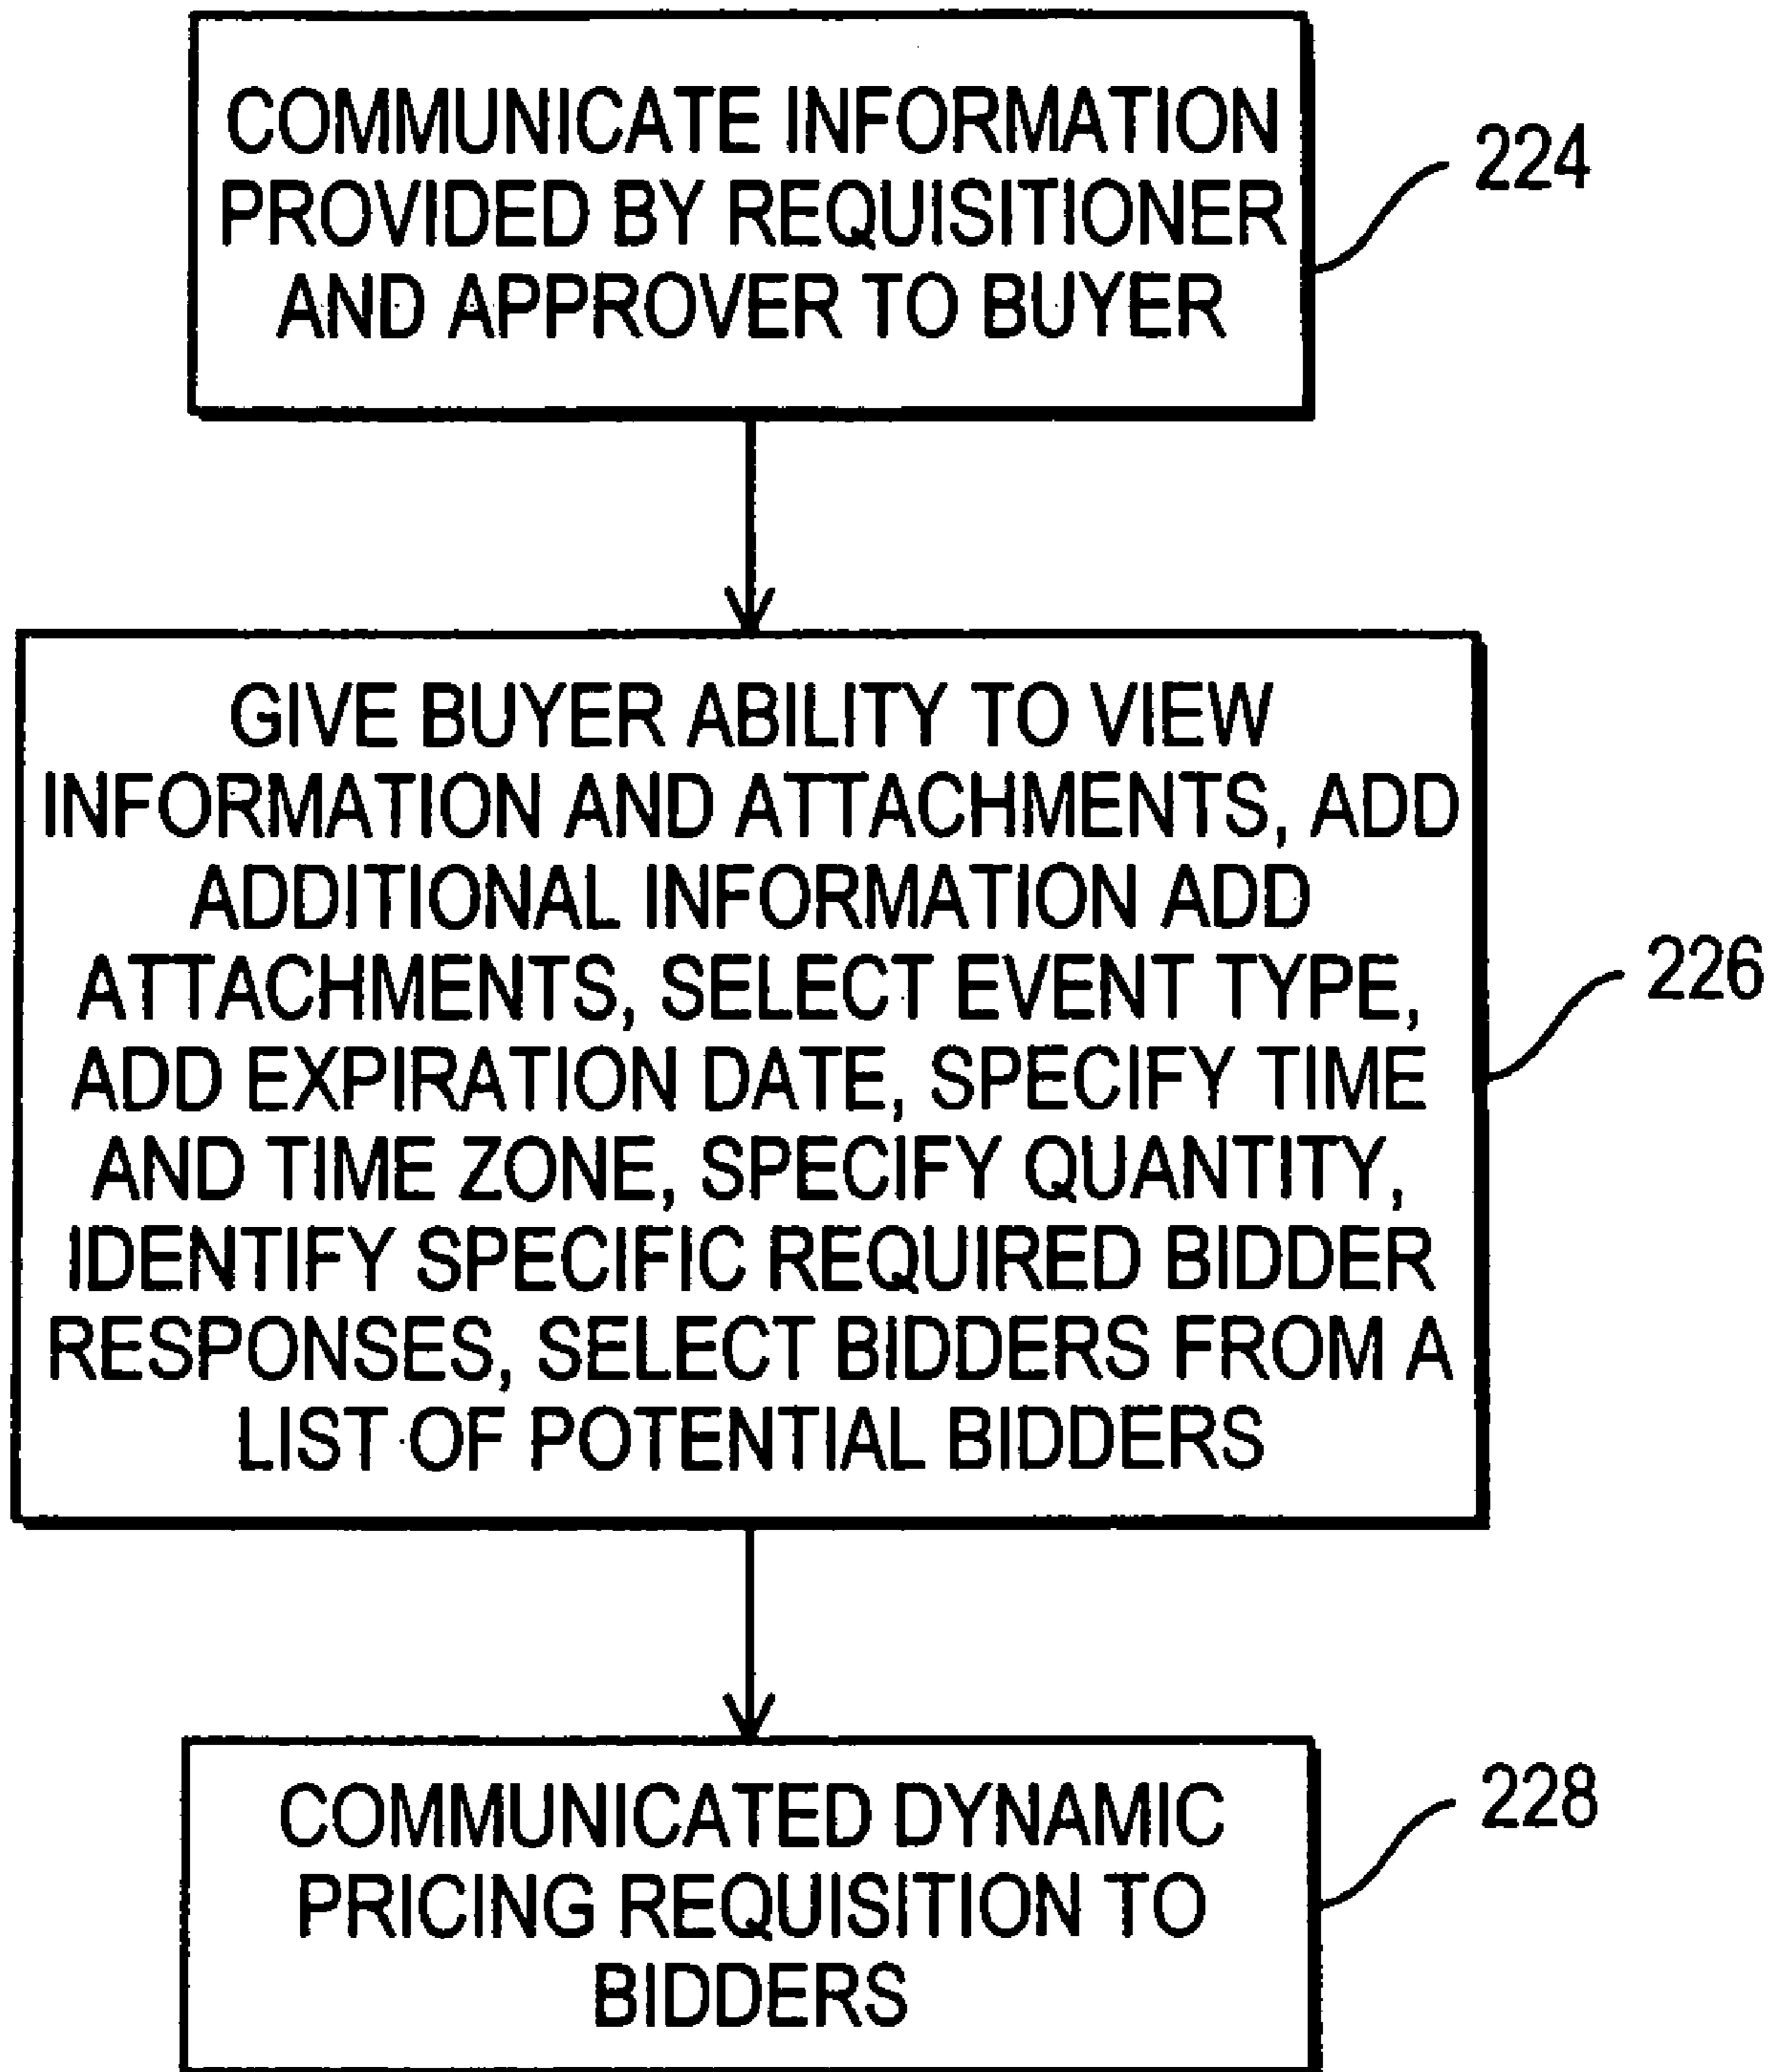 COMMUNICATE INFORMATION
PROVIDED BY REQUISITIONER
AND APPROVER TO BUYER
224
GIVE BUYER ABILITY TO VIEW
INFORMATION AND ATTACHMENTS, ADD
ADDITIONAL INFORMATION ADD
ATTACHMENTS, SELECT EVENT TYPE,
ADD EXPIRATION DATE, SPECIFY TIME
AND TIME ZONE, SPECIFY QUANTITY,
IDENTIFY SPECIFIC REQUIRED BIDDER
RESPONSES, SELECT BIDDERS FROM A
LIST OF POTENTIAL BIDDERS
226
COMMUNICATED DYNAMIC
PRICING REQUISITION TO
BIDDERS
228